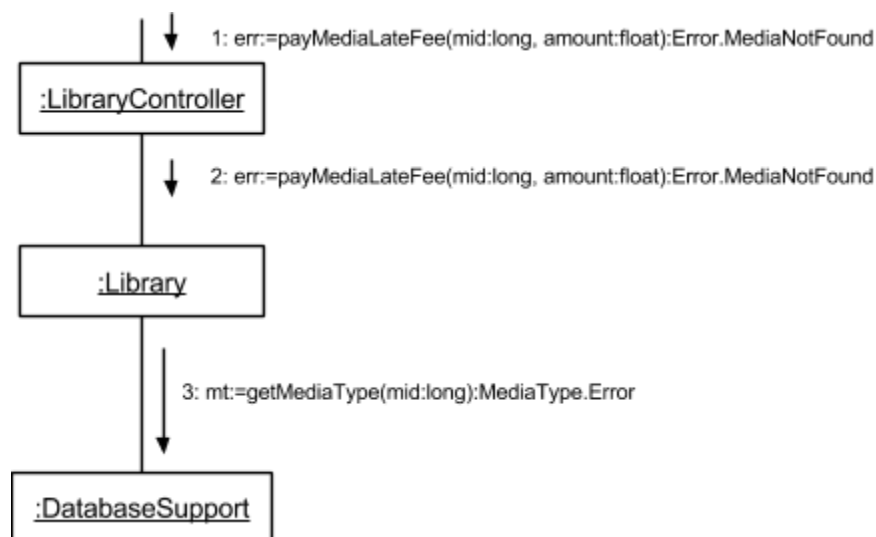 1: err:=payMediaLateFee(mid:long, amount:float):Error.MediaNotFound
:LibraryController
2: err:=payMediaLateFee(mid:long, amount:float):Error.MediaNotFound
:Library
3: mt:=getMediaType(mid:long):MediaType.Error
:DatabaseSupport